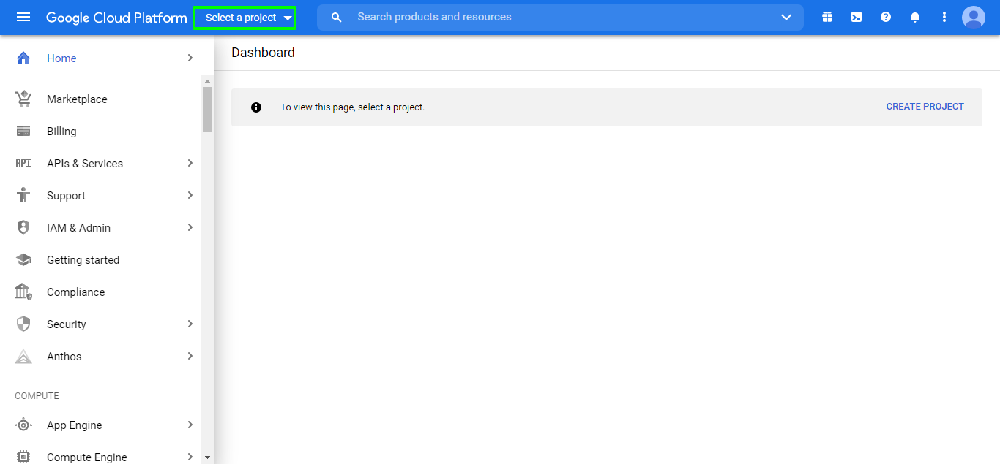 Google Cloud Platform
Select a project
Search products and resources
Home
Dashboard
To view this page, select a project.
CREATE PROJECT
Marketplace
Billing
API
APIs & Services
Support
IAM & Admin
Getting started
Compliance
Security
Anthos
COMPUTE
App Engine
Compute Engine